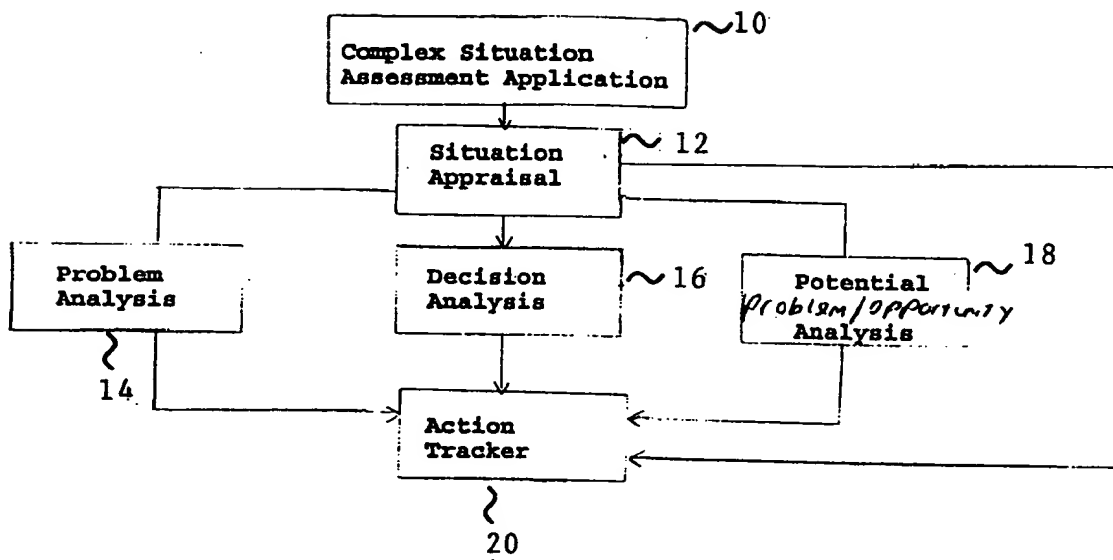 10
Complex Situation
Assessment Application
12
Situation
Appraisal
Problem
Analysis
14
Decision
Analysis
16
18
Potential
Problem/Opportunity
Analysis
Action
Tracker
20